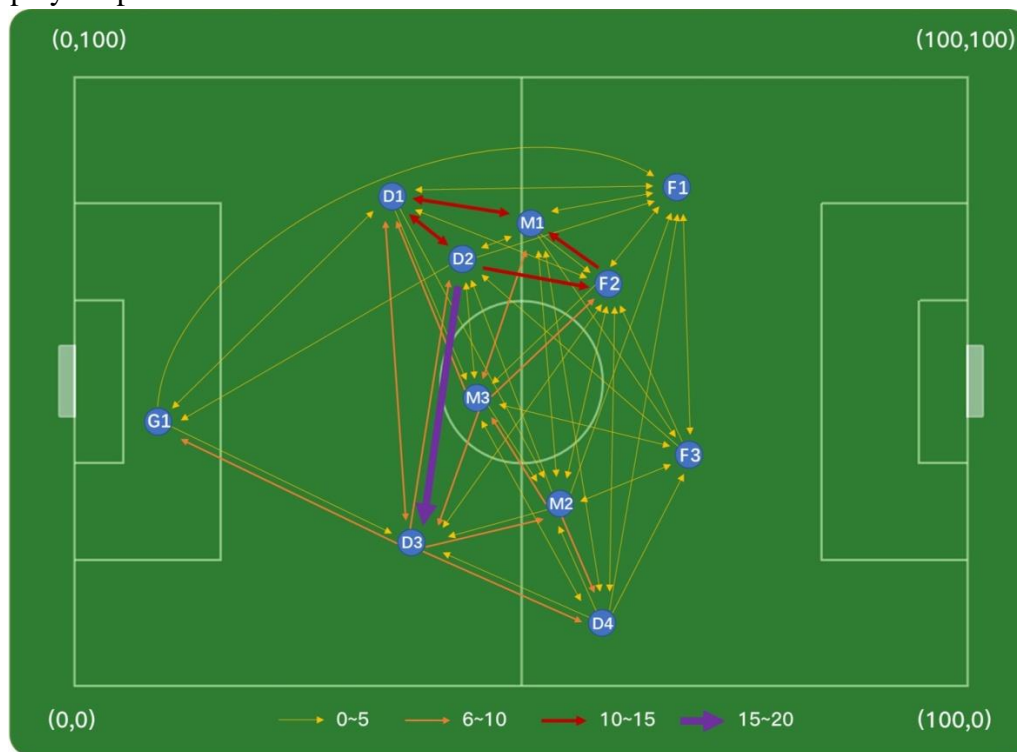 (0,100) (100,100)
F1
D1
M1
D2
F2
M3
G1
F3
M2
D3
D4
(0,0) 0~5 6~10 10~15 15~20 (100,0)